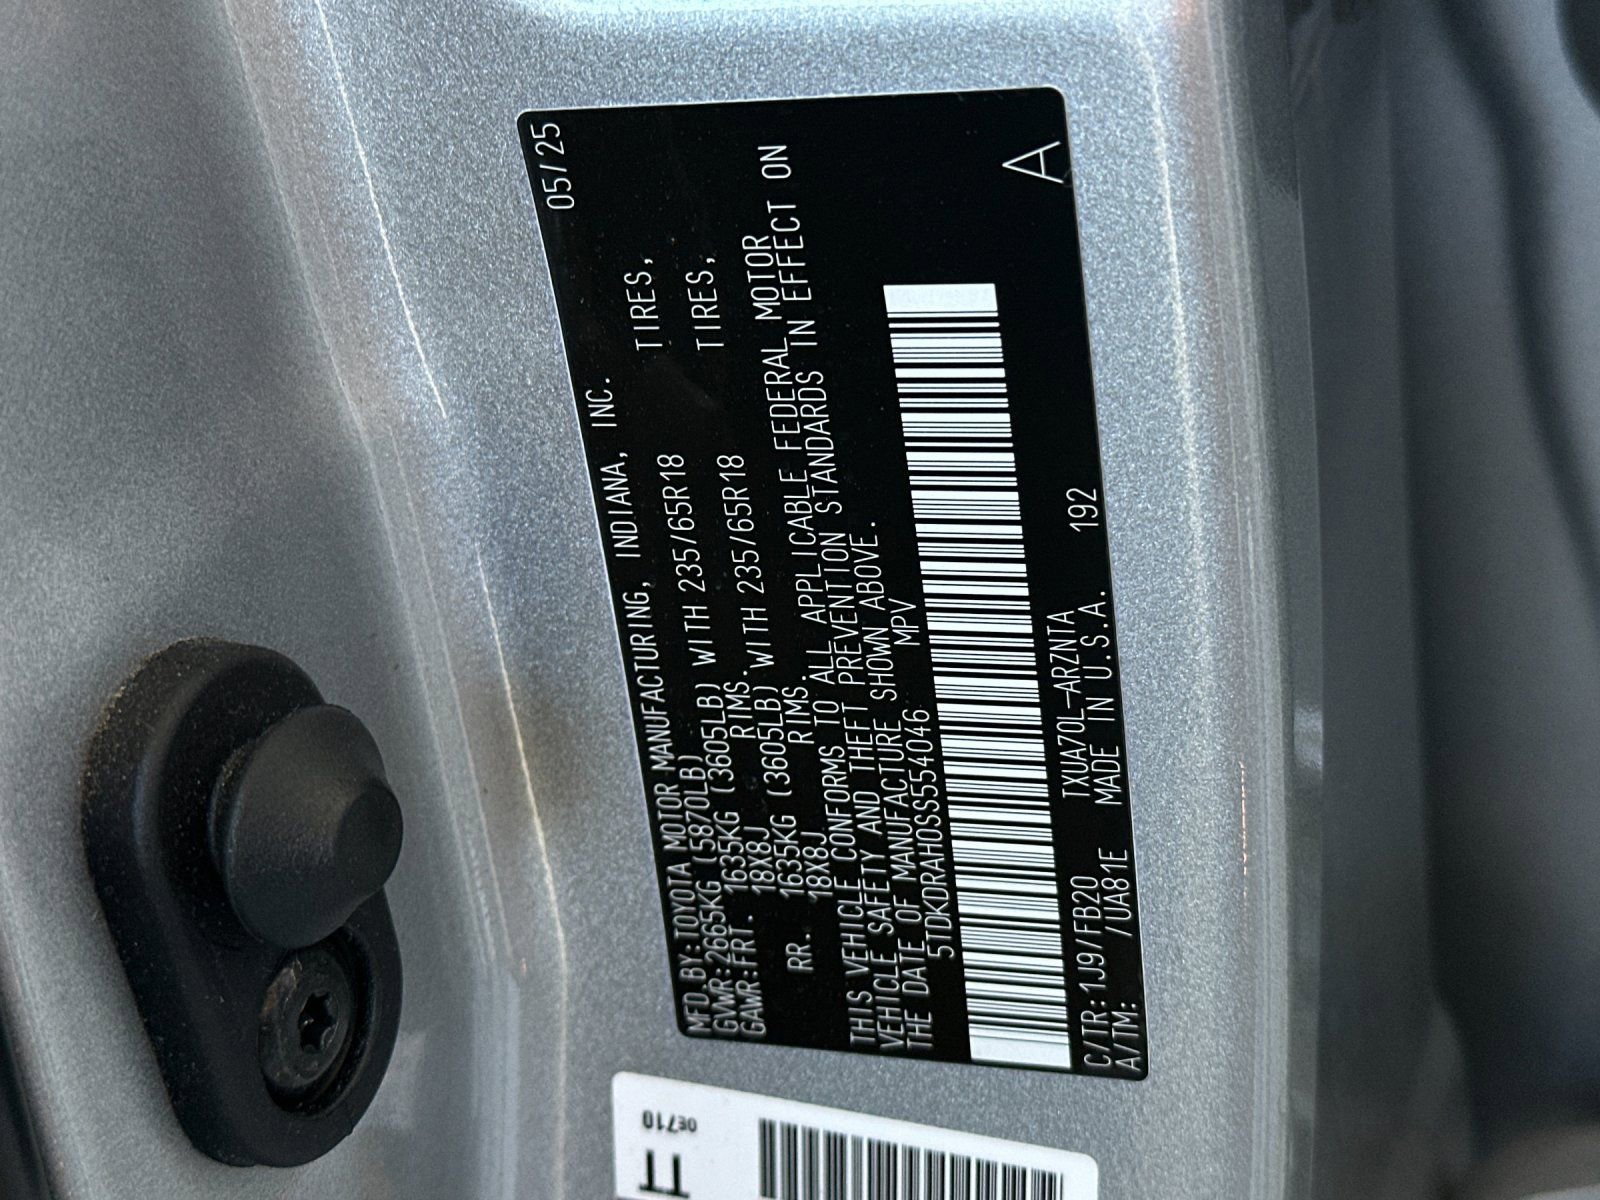 05/25
MFD.BY:TOYOTA MOTOR MANUFACTURING, INDIANA, INC.
GVWR:2665KG (5870LB)
GAWR:FRT. 1635KG (3605LB) WITH 235/65R18 TIRES,
18X8J RIMS.
RR. 1635KG (3605LB) WITH 235/65R18 TIRES,
18X8J RIMS.
THIS VEHICLE CONFORMS TO ALL APPLICABLE FEDERAL MOTOR
VEHICLE SAFETY AND THEFT PREVENTION STANDARDS IN EFFECT ON
THE DATE OF MANUFACTURE SHOWN ABOVE.
5TDKDRAH0SS554046 MPV
A
C/TR:1J9/FB20 TXUA70L-ARZNTA
A/TM: /UA81E MADE IN U.S.A. 192
0E710
TT